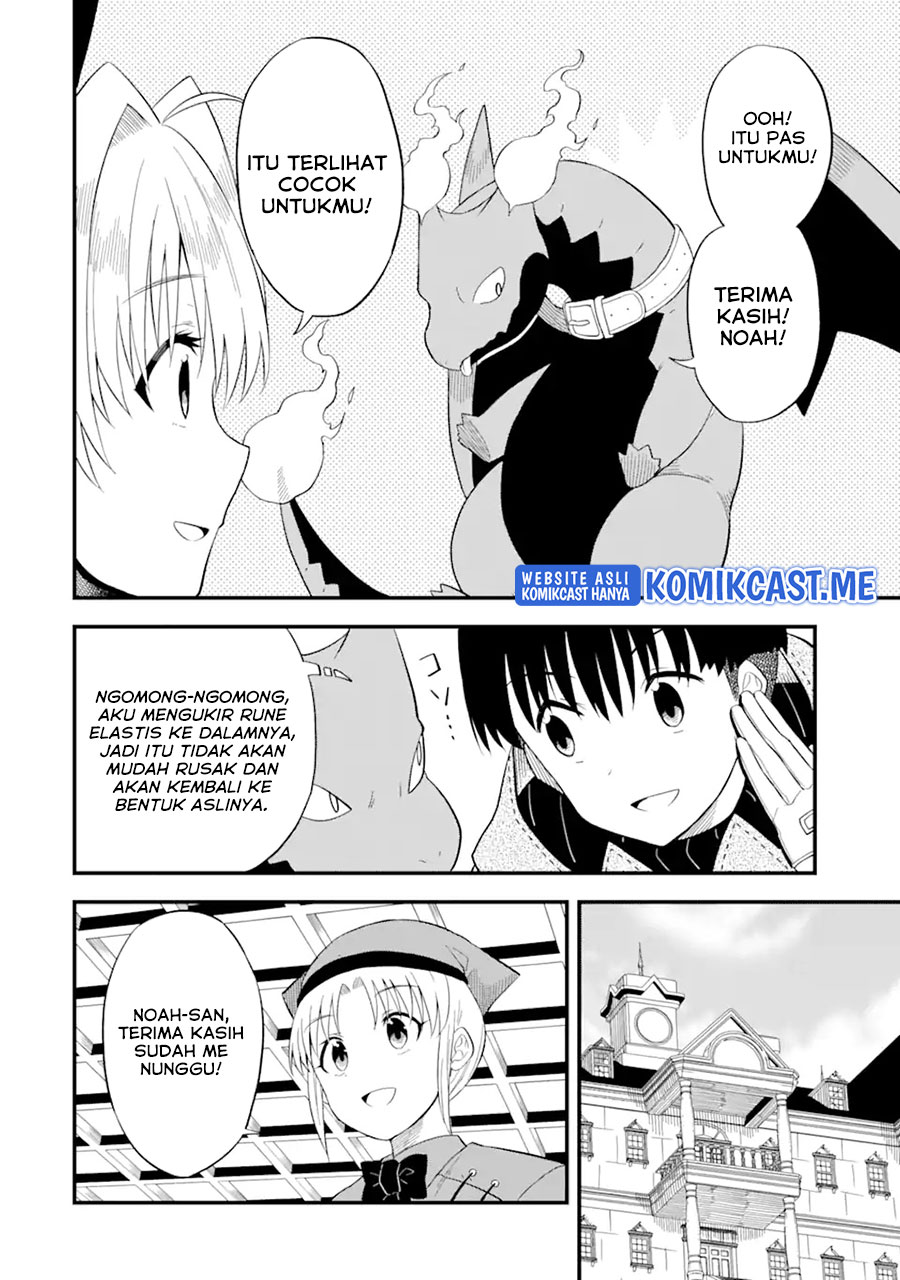 OOH!
ITU PAS
UNTUKMU!
TERIMA
KASIH!
NOAH!
ITU TERLIHAT
COCOK
UNTUKMU!
WEBSITE ASLI
KOMIKCAST HANYA
KOMIKCAST.ME
コソ…
NGOMONG-NGOMONG,
AKU MENGUKIR RUNE
ELASTIS KE DALAMNYA,
JADI ITU TIDAK AKAN
MUDAH RUSAK DAN
AKAN KEMBALI KE
BENTUK ASLINYA.
NOAH-SAN,
TERIMA KASIH
SUDAH ME
NUNGGU!